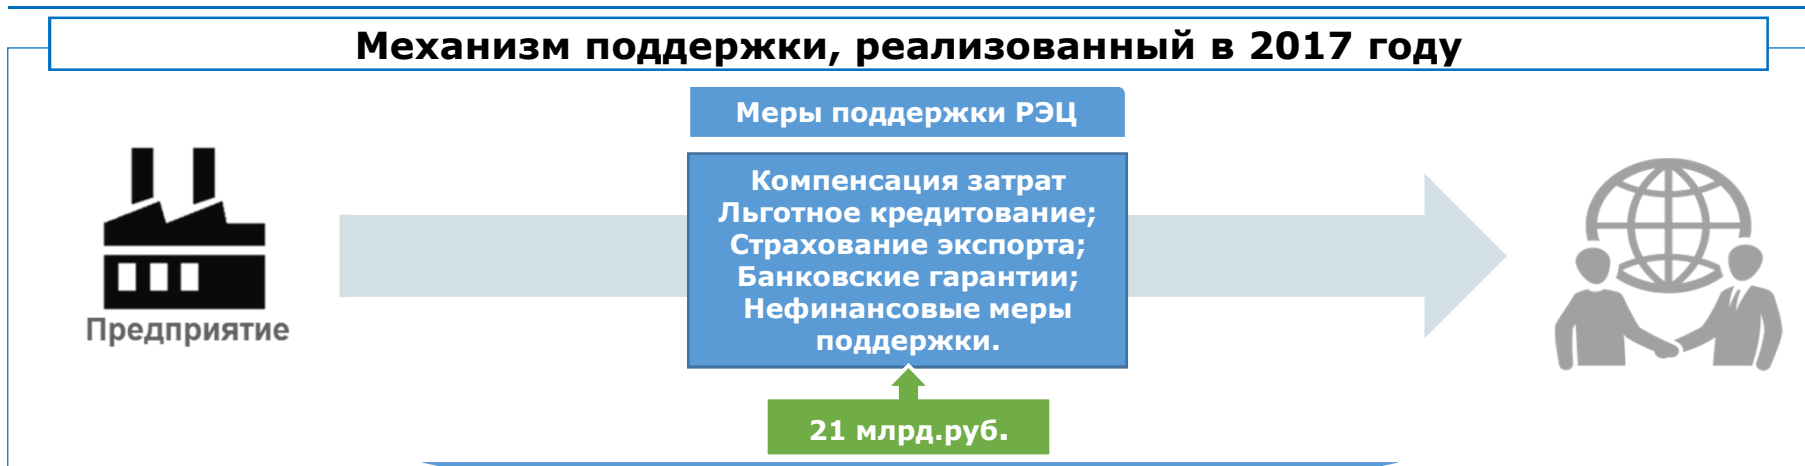 Механизм поддержки, реализованный в 2017 году
Меры поддержки РЭЦ
Компенсация затрат
Льготное кредитование;
Страхование экспорта;
Банковские гарантии;
Нефинансовые меры
поддержки.
Предприятие
21 млрд.руб.